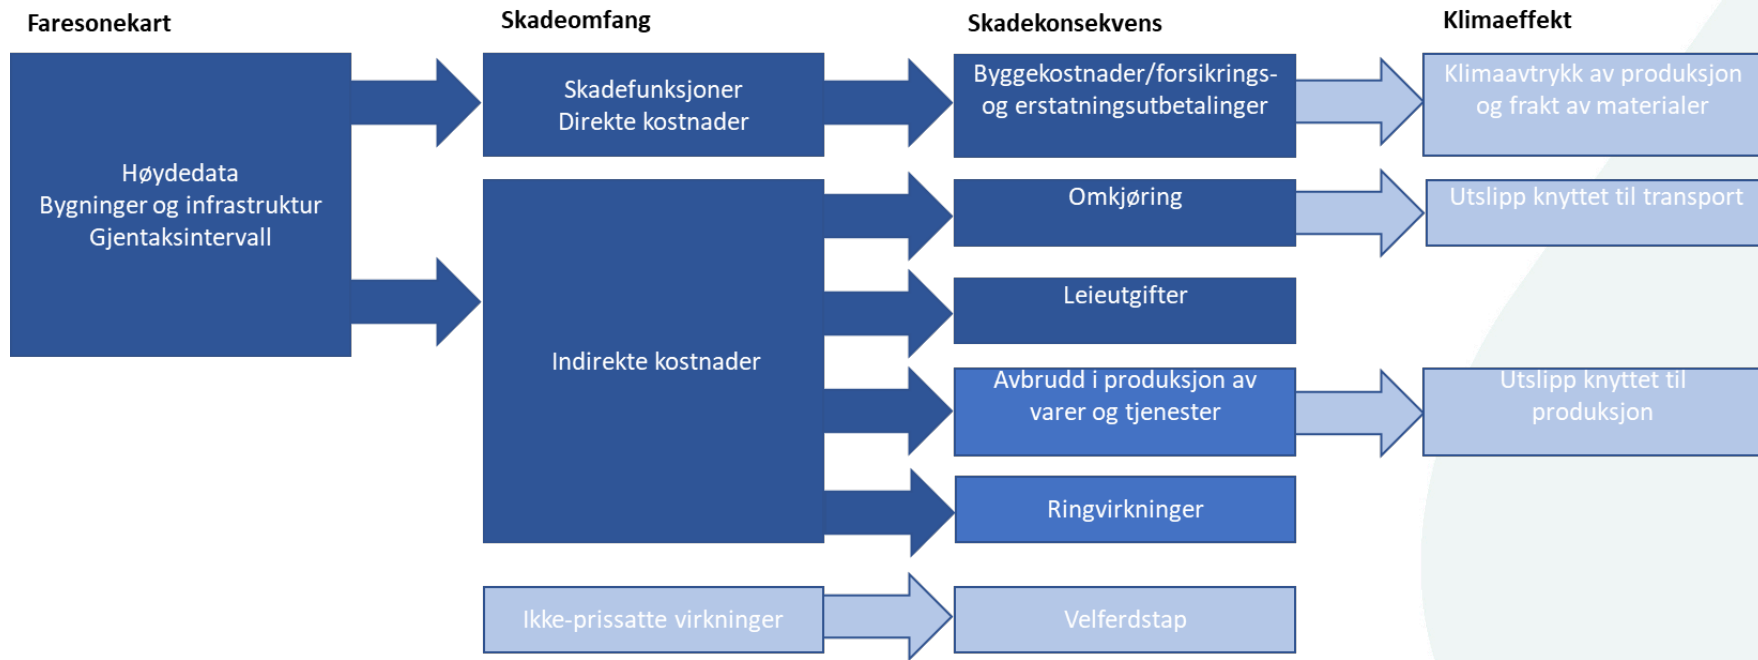 Faresonekart
Skadeomfang
Skadekonsekvens
Klimaeffekt
Høydedata
Bygninger og infrastruktur
Gjentaksintervall
Skadefunksjoner
Direkte kostnader
Indirekte kostnader
Ikke-prissatte virkninger
Byggekostnader/forsikrings-
og erstatningsutbetalinger
Omkjøring
Leieutgifter
Avbrudd i produksjon av
varer og tjenester
Ringvirkninger
Velferdstap
Klimaavtrykk av produksjon
og frakt av materialer
Utslipp knyttet til transport
Utslipp knyttet til
produksjon